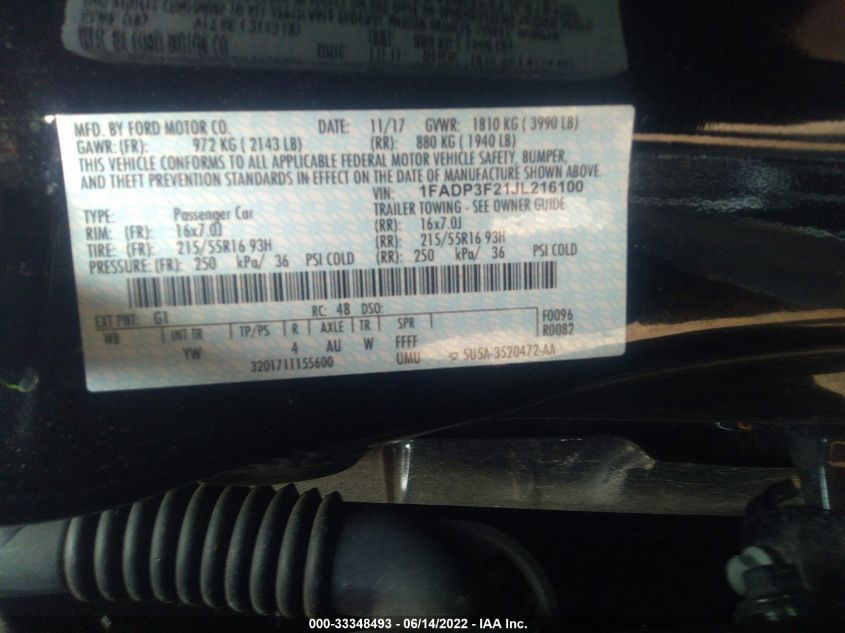 MFD. BY FORD MOTOR CO. DATE: 11/17 GVWR: 1810 KG ( 3990 LB)
GAWR: (FR): 972 KG ( 2143 LB) (RR): 880 KG ( 1940 LB)
THIS VEHICLE CONFORMS TO ALL APPLICABLE FEDERAL MOTOR VEHICLE SAFETY, BUMPER,
AND THEFT PREVENTION STANDARDS IN EFFECT ON THE DATE OF MANUFACTURE SHOWN ABOVE.
VIN: 1FADP3F21JL216100
TYPE: Passenger Car TRAILER TOWING - SEE OWNER GUIDE
RIM: (FR): 16x7.0J (RR): 16x7.0J
TIRE: (FR): 215/55R16 93H (RR): 215/55R16 93H
PRESSURE: (FR): 250 kPa/ 36 PSI COLD (RR): 250 kPa/ 36 PSI COLD
EXT PNT: G1 RC: 48 DSO: F0096
WB INT TR TP/PS R AXLE TR SPR R0082
YW 4 AU W FFFF
3201711155600 UMU 5U5A-3520472-AA
000-33348493 - 06/14/2022 - IAA Inc.